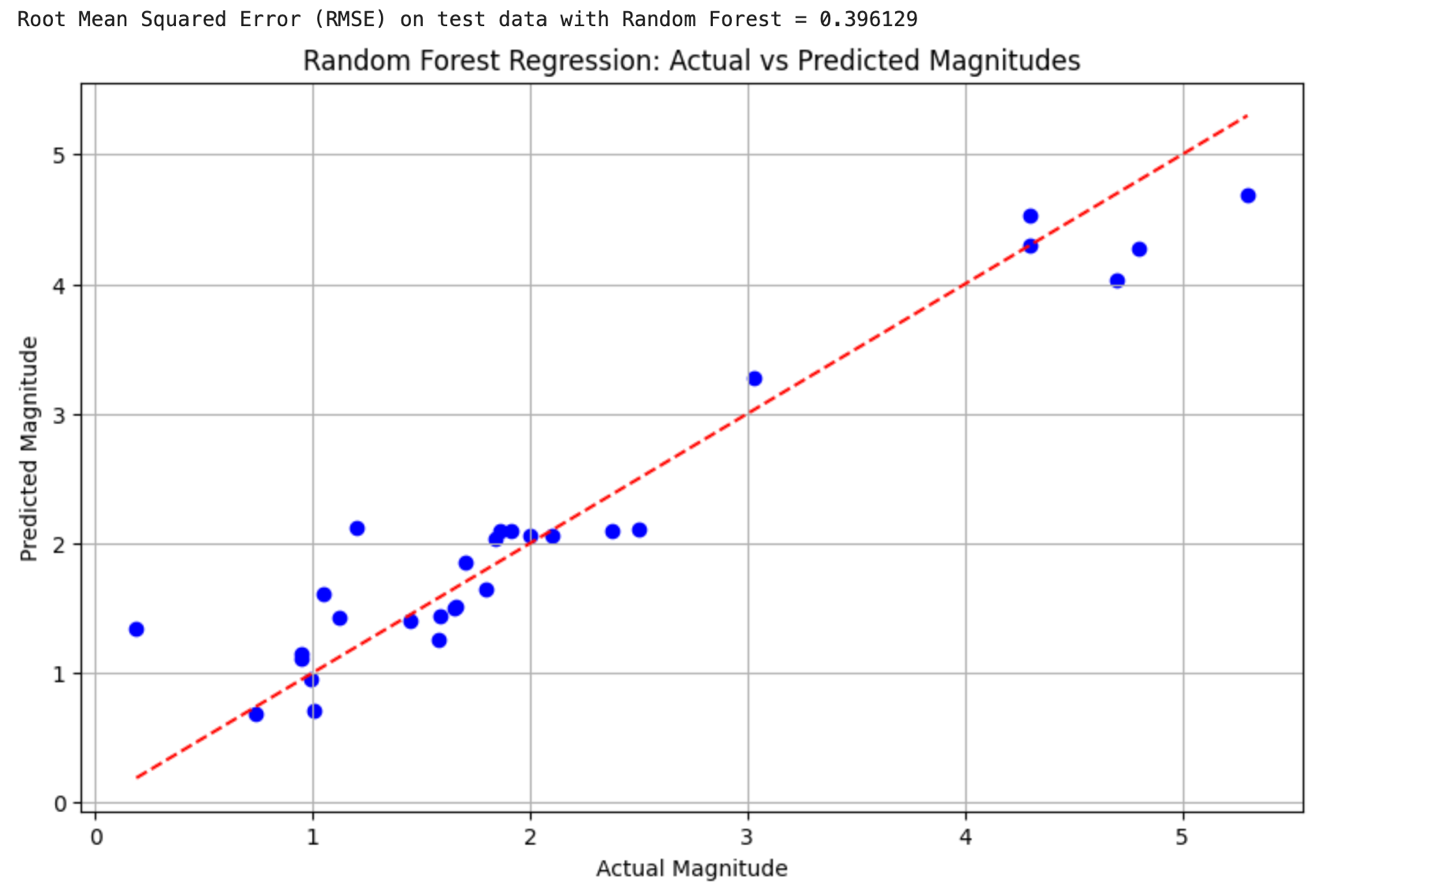 Root Mean Squared Error (RMSE) on test data with Random Forest = 0.396129
Random Forest Regression: Actual vs Predicted Magnitudes
5
4
3
2
1
0
Predicted Magnitude
0 1 2 3 4 5
Actual Magnitude